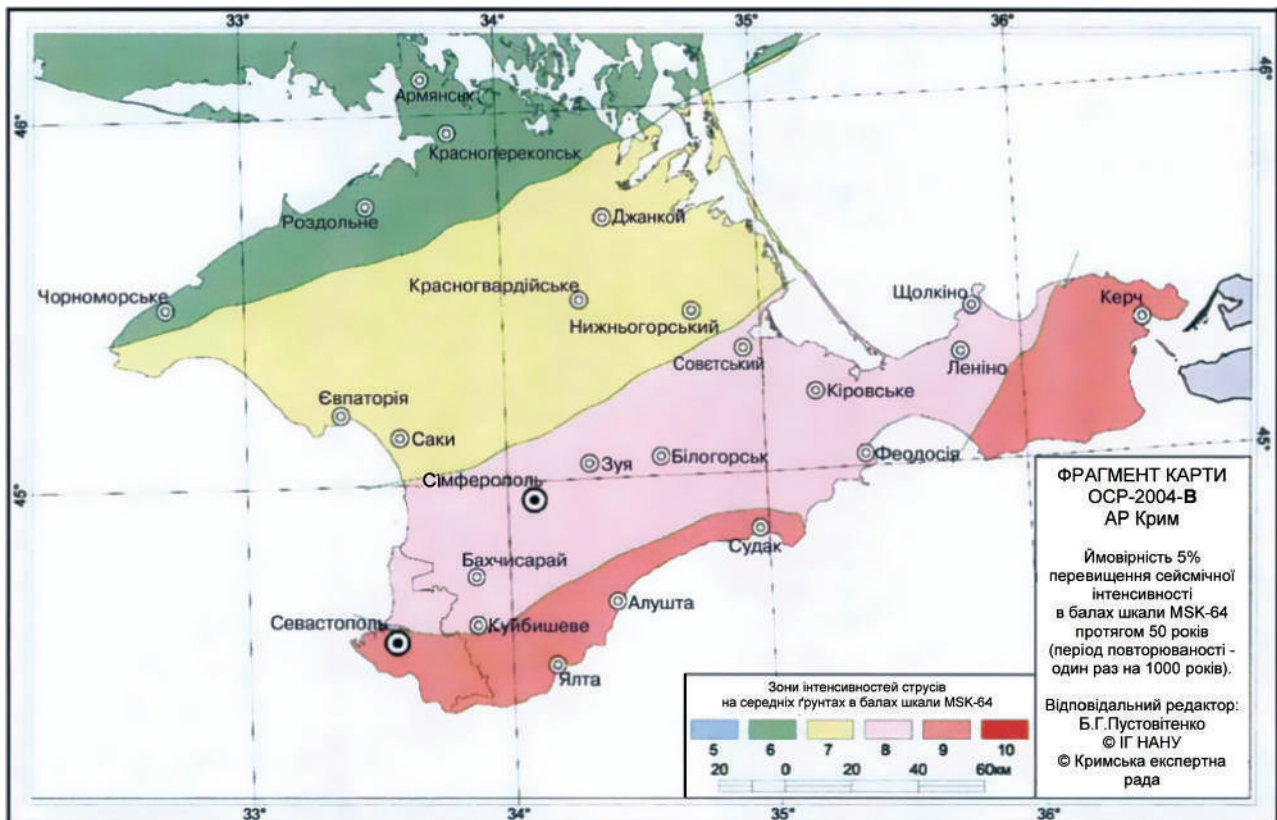 33°
34°
35°
36°
46°
46°
Армянськ
Красноперекопськ
Роздольне
Джанкой
Чорноморське
Красногвардійське
Нижньогорський
Щолкіно
Керч
Совєтський
Леніно
Кіровське
Євпаторія
Саки
Зуя
Білогорськ
Феодосія
45°
45°
Сімферополь
Судак
Бахчисарай
Алушта
Севастополь
Куйбишеве
Ялта
ФРАГМЕНТ КАРТИ
ОСР-2004-В
АР Крим
Ймовірність 5%
перевищення сейсмічної
інтенсивності
в балах шкали MSK-64
протягом 50 років
(період повторюваності -
один раз на 1000 років).
Відповідальний редактор:
Б.Г.Пустовітенко
© ІГ НАНУ
© Кримська експертна
рада
Зони інтенсивностей струсів
на середніх ґрунтах в балах шкали MSK-64
5 6 7 8 9 10
20 0 20 40 60км
33°
34°
35°
36°